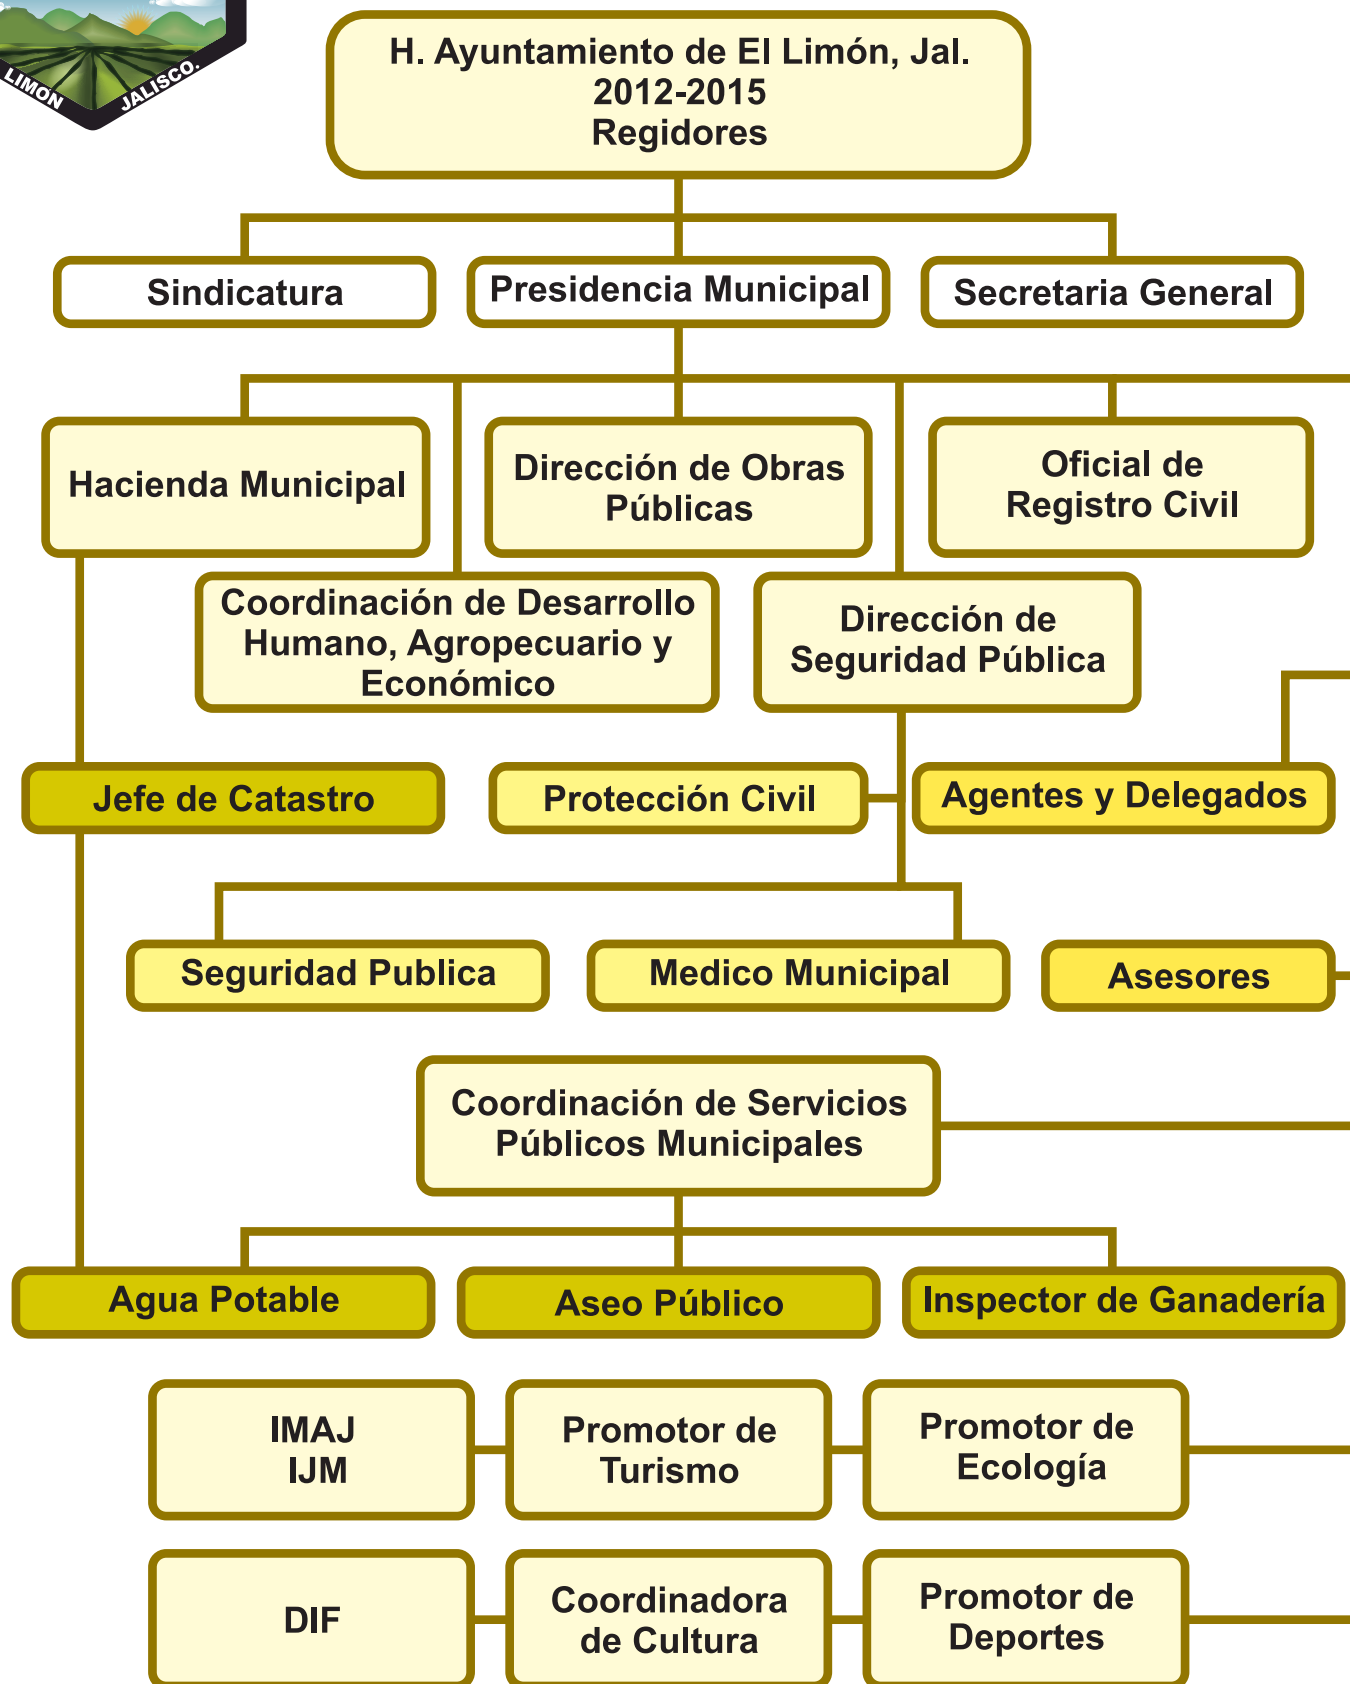 LIMÓN JALISCO.
H. Ayuntamiento de El Limón, Jal.
2012-2015
Regidores
Sindicatura
Presidencia Municipal
Secretaria General
Hacienda Municipal
Dirección de Obras
Públicas
Oficial de
Registro Civil
Coordinación de Desarrollo
Humano, Agropecuario y
Económico
Dirección de
Seguridad Pública
Jefe de Catastro
Protección Civil
Agentes y Delegados
Seguridad Publica
Medico Municipal
Asesores
Coordinación de Servicios
Públicos Municipales
Agua Potable
Aseo Público
Inspector de Ganadería
IMAJ
IJM
Promotor de
Turismo
Promotor de
Ecología
DIF
Coordinadora
de Cultura
Promotor de
Deportes